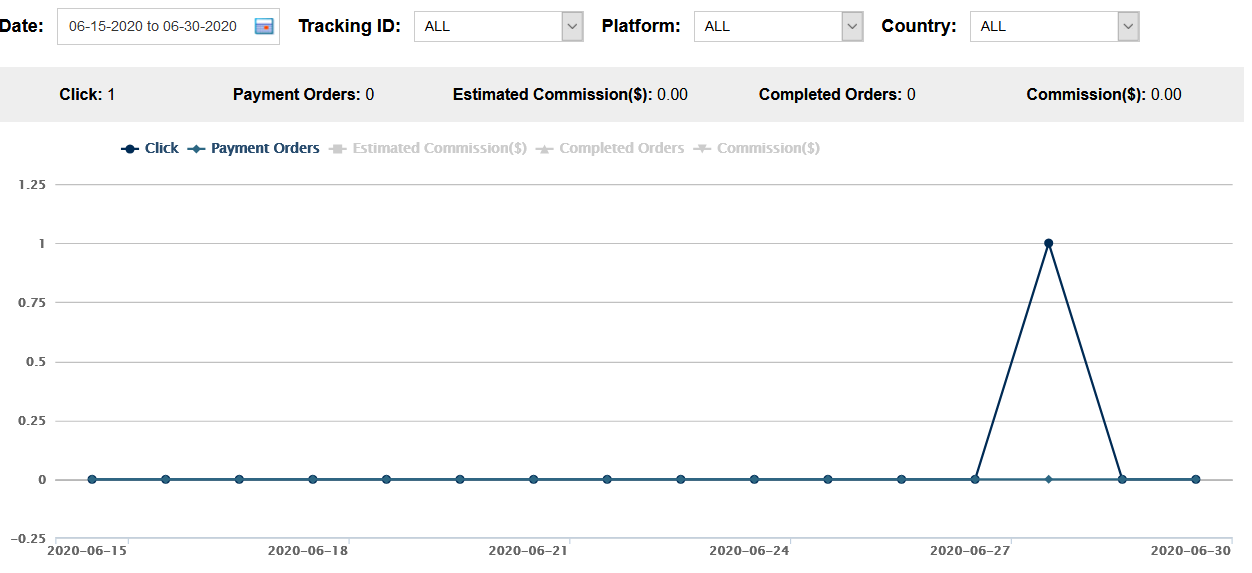 Date: 06-15-2020 to 06-30-2020 Tracking ID: ALL Platform: ALL Country: ALL
Click: 1 Payment Orders: 0 Estimated Commission($): 0.00 Completed Orders: 0 Commission($): 0.00
Click Payment Orders Estimated Commission($) Completed Orders Commission($)
1.25
1
0.75
0.5
0.25
0
-0.25
2020-06-15 2020-06-18 2020-06-21 2020-06-24 2020-06-27 2020-06-30